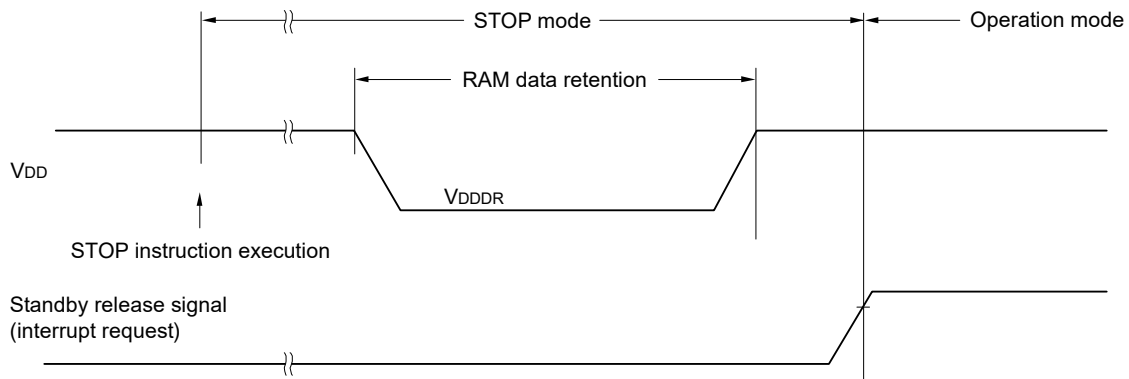 STOP mode
Operation mode
RAM data retention
VDD
VDDDR
STOP instruction execution
Standby release signal
(interrupt request)